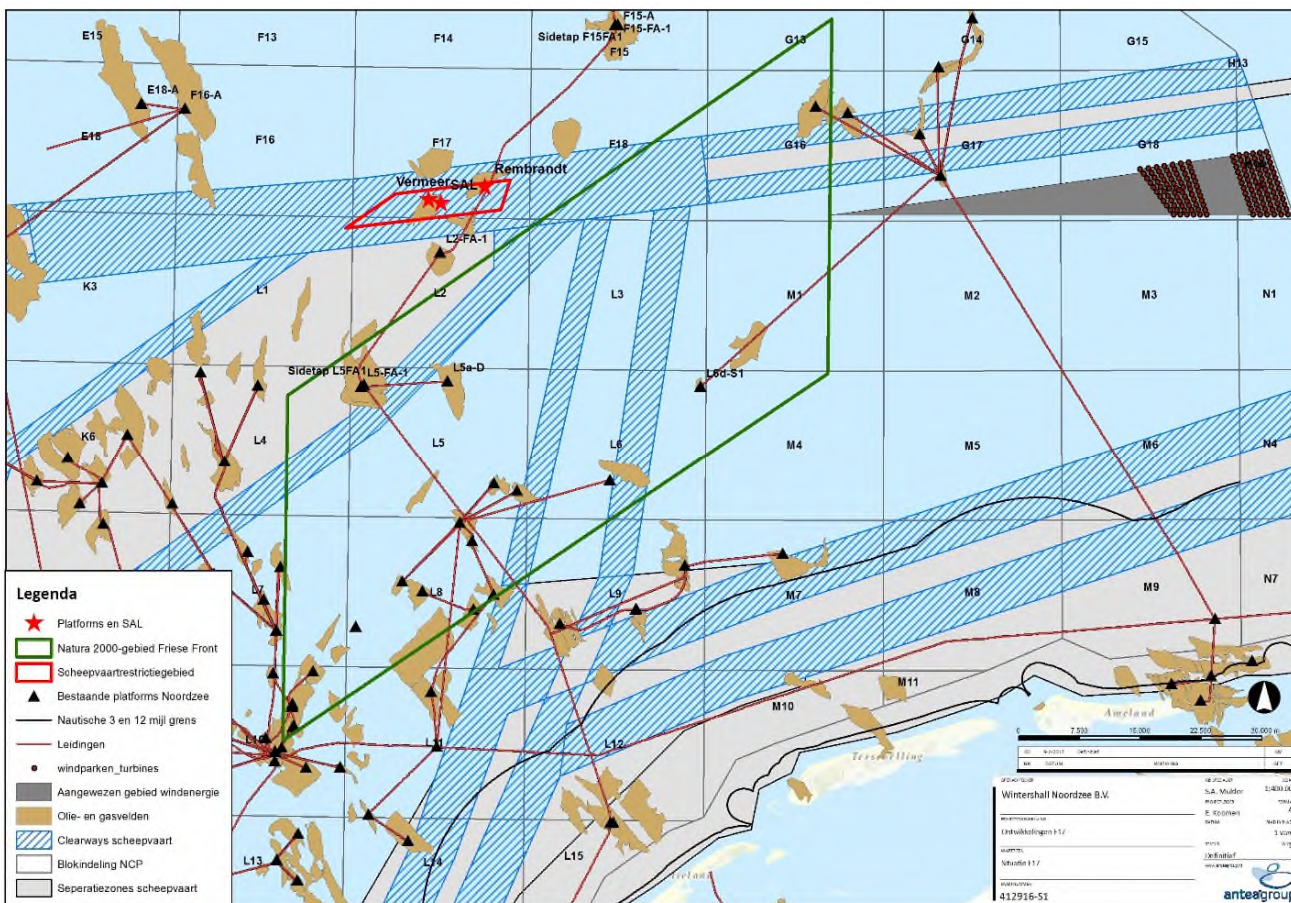 E15
F13
F14
F15-A
F15-FA-1
Sidetap F15FA1
F15
G13
G14
G15
H13
E18-A
F16-A
E18
F16
F17
F18
G16
G17
G18
Rembrandt
Vermeer
SAL
L2-FA-1
K3
L1
L2
L3
M1
M2
M3
N1
Sidetap L5FA1
L5-FA-1
L5a-D
L6d-S1
K6
L4
L5
L6
M4
M5
M6
N4
L7
L8
L9
M7
M8
M9
N7
L10
L11
L12
M10
M11
Ameland
Terschelling
L13
L14
L15
Legenda
Platforms en SAL
Natura 2000-gebied Friese Front
Scheepvaartrestrictiegebied
Bestaande platforms Noordzee
Nautische 3 en 12 mijl grens
Leidingen
windparken_turbines
Aangewezen gebied windenergie
Olie- en gasvelden
Clearways scheepvaart
Blokindeling NCP
Seperatiezones scheepvaart
0 7.500 15.000 22.500 30.000
Wintershall Noordzee B.V.
S.A. Mulder
E. Koomen
Ontwikkelingen F17
Situatie F17
Definitief
412916-S1
anteagroup